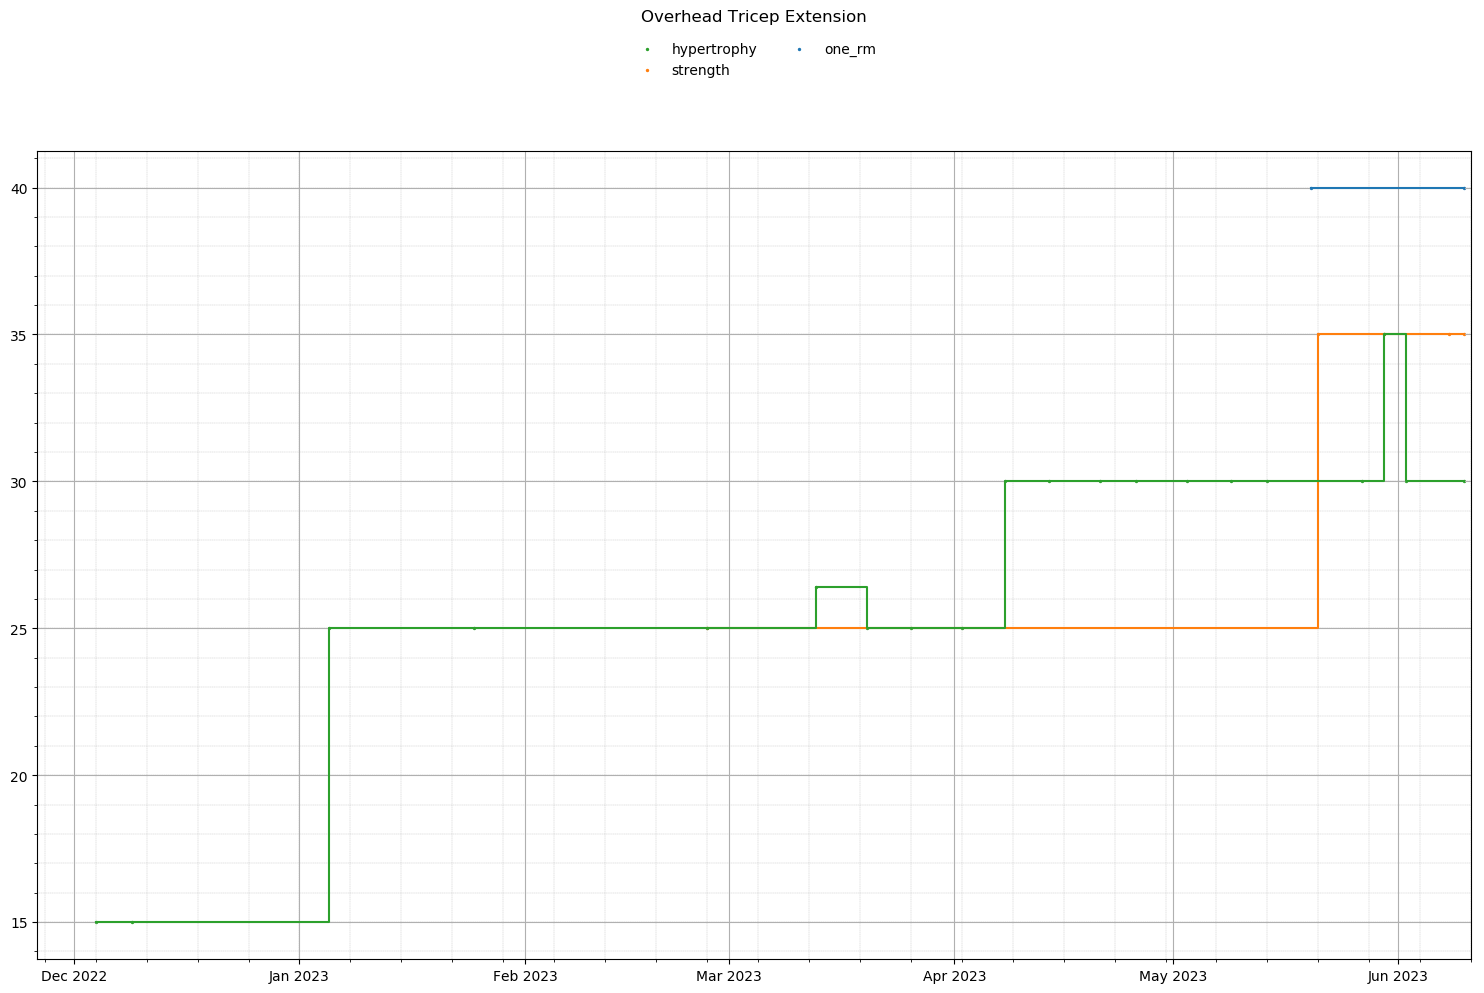 Overhead Tricep Extension
hypertrophy
one_rm
strength
40
35
30
25
20
15
Dec 2022
Jan 2023
Feb 2023
Mar 2023
Apr 2023
May 2023
Jun 2023